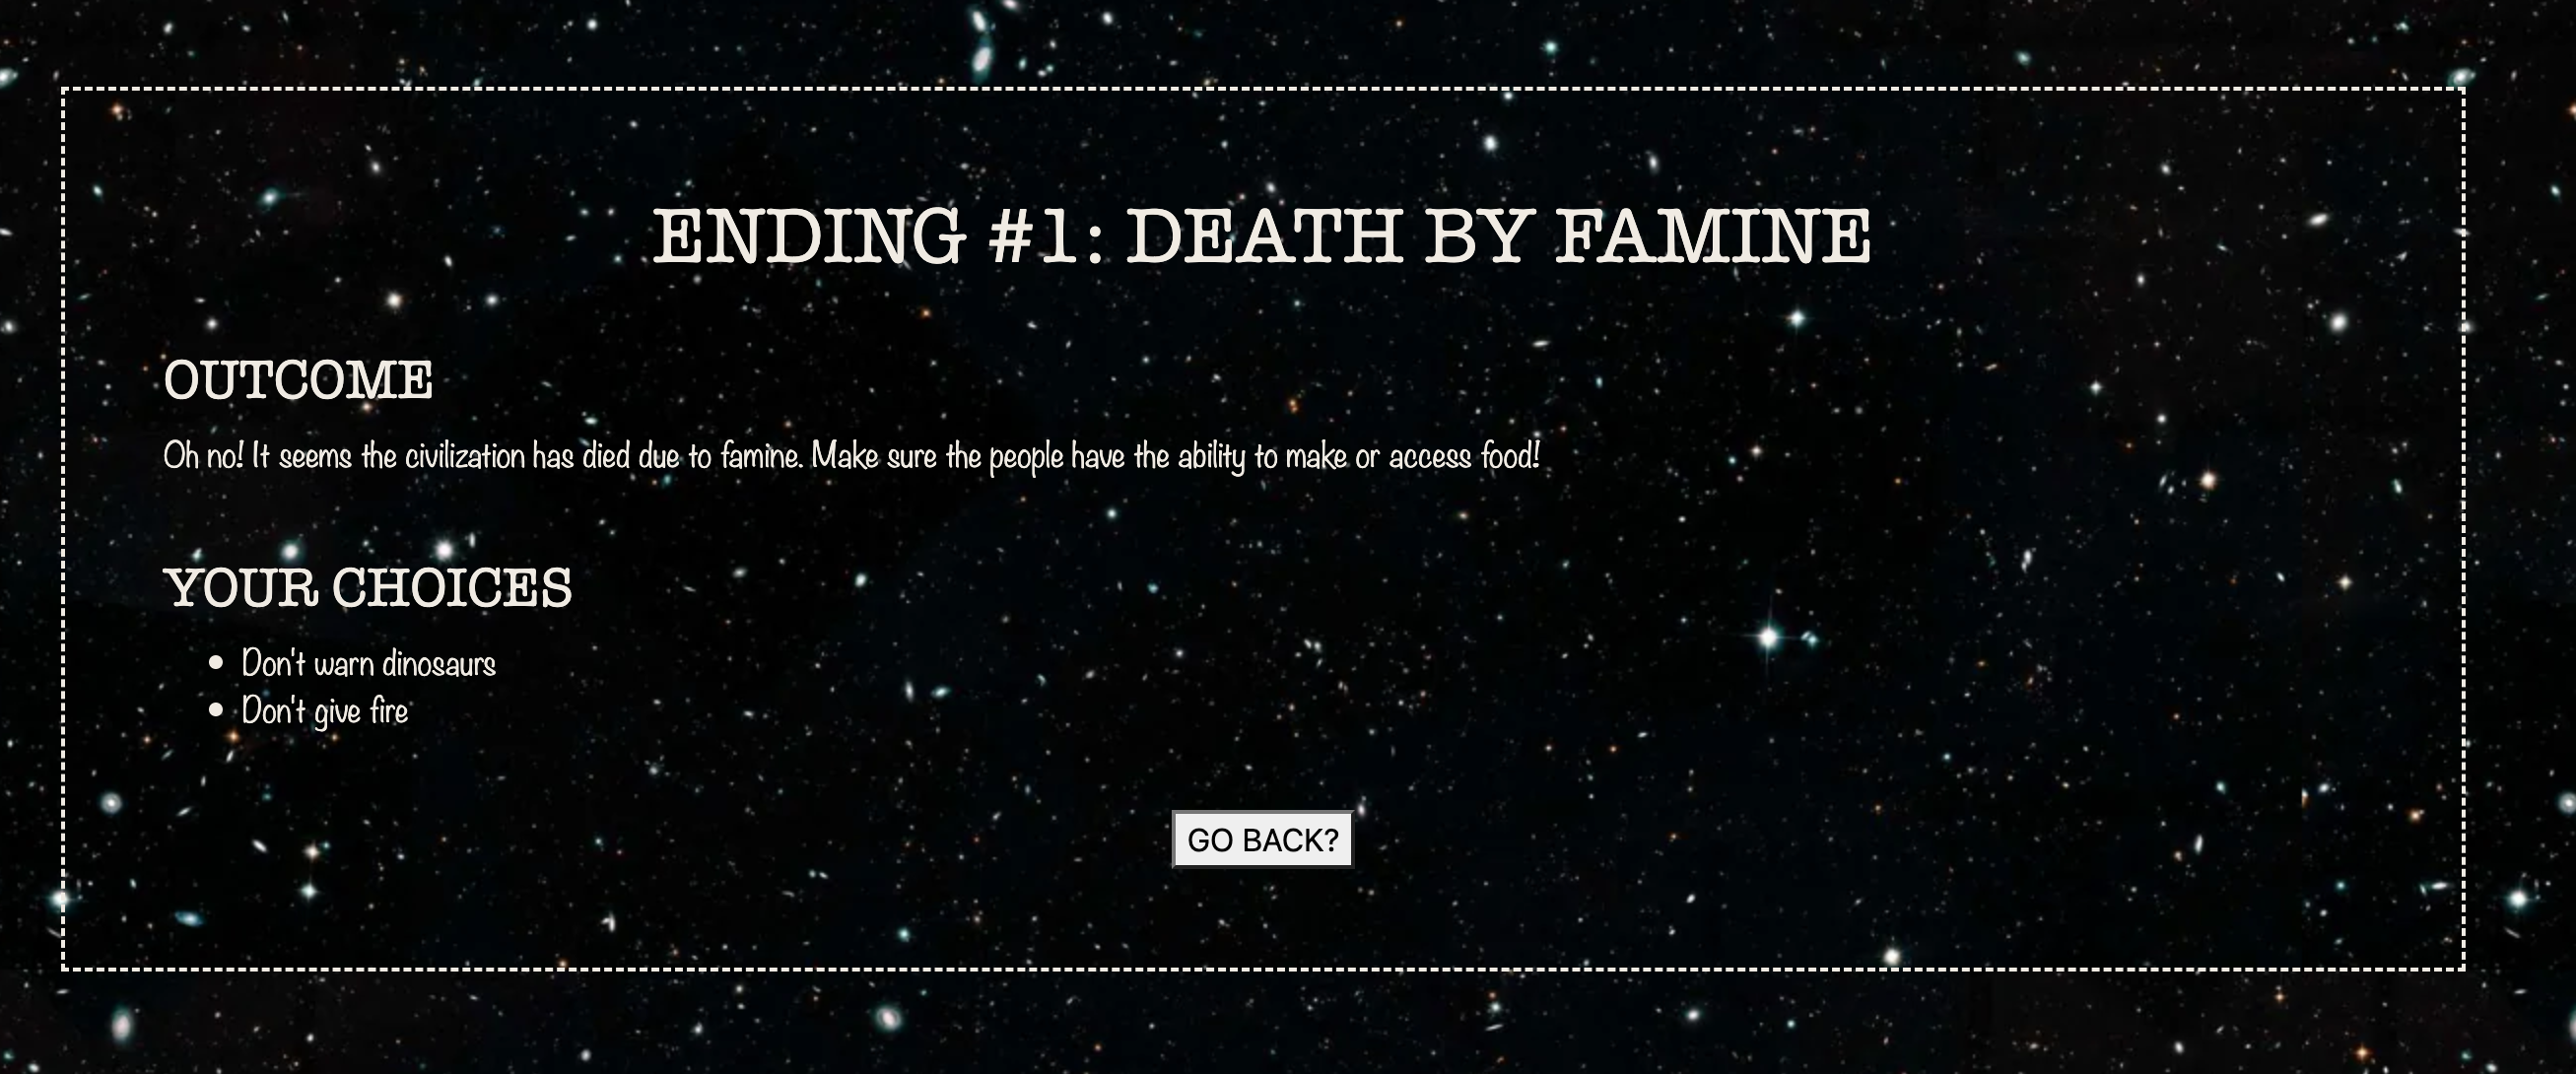 ENDING #1: DEATH BY FAMINE
OUTCOME
Oh no! It seems the civilization has died due to famine. Make sure the people have the ability to make or access food!
YOUR CHOICES
• Don't warn dinosaurs
• Don't give fire
GO BACK?